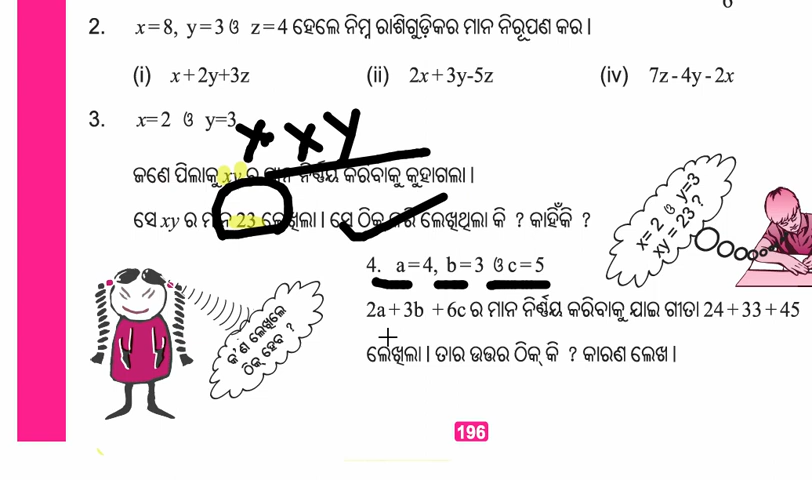 2. x=8, y=3 ଓ z=4 ହେଲେ ନିମ୍ନ ରାଶିଗୁଡ଼ିକର ମାନ ନିରୂପଣ କର।
(i) x+2y+3z (ii) 2x+3y-5z (iv) 7z-4y-2x
3. x=2 ଓ y=3
x x y
ଜଣେ ପିଲାକୁ xy ର ମାନ ନିର୍ଣ୍ଣୟ କରିବାକୁ କୁହାଗଲା।
ସେ xy ର ମାନ 23 ଲେଖିଲା। ସେ ଠିକ୍ କରି ଲେଖିଥିଲା କି ? କାହିଁକି ?
x=2 ଓ y=3
xy = 23 ?
4. a=4, b=3 ଓ c=5
2a+3b +6c ର ମାନ ନିର୍ଣ୍ଣୟ କରିବାକୁ ଯାଇ ଗୀତା 24+33+45
ଲେଖିଲା। ତାର ଉତ୍ତର ଠିକ୍ କି ? କାରଣ ଲେଖ।
କ'ଣ ଲେଖିଲେ
ଠିକ୍ ହେବ ?
196